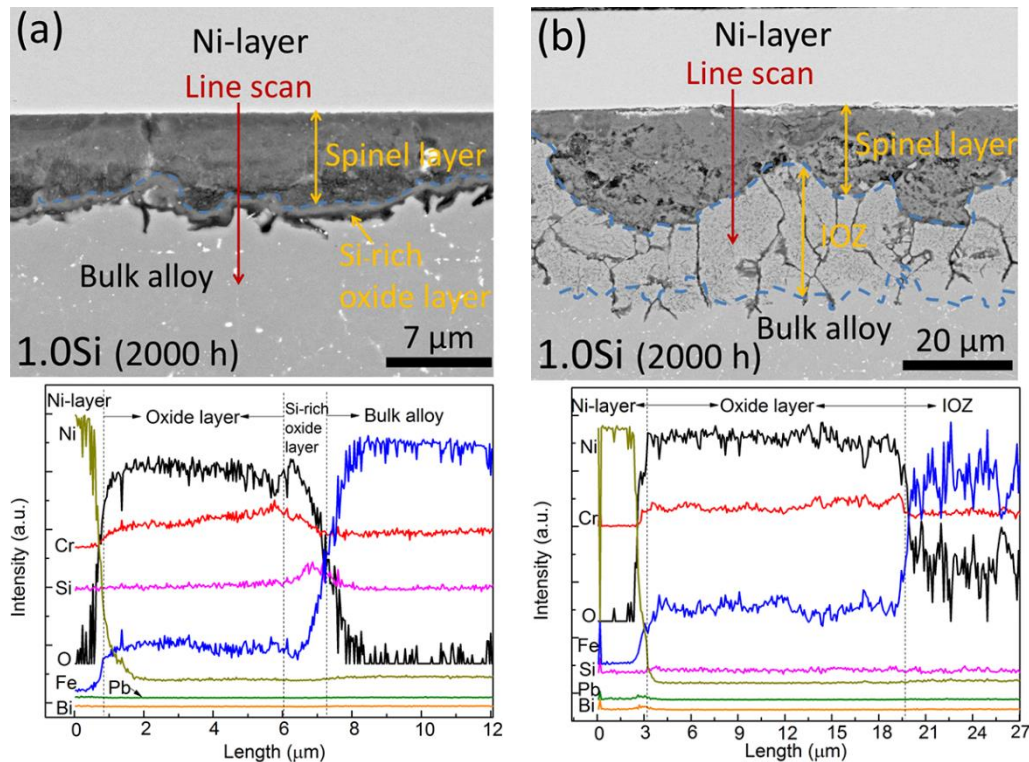 (a)
Ni-layer
Line scan
Spinel layer
Si-rich
oxide layer
Bulk alloy
1.0Si (2000 h)
7 μm
(b)
Ni-layer
Line scan
Spinel layer
IOZ
Bulk alloy
1.0Si (2000 h)
20 μm
Ni-layer
Oxide layer
Si-rich
oxide
layer
Bulk alloy
Ni
Cr
Si
O
Fe
Pb
Bi
Intensity (a.u.)
0 2 4 6 8 10 12
Length (μm)
Ni-layer
Oxide layer
IOZ
Ni
Cr
O
Fe
Si
Pb
Bi
Intensity (a.u.)
0 3 6 9 12 15 18 21 24 27
Length (μm)